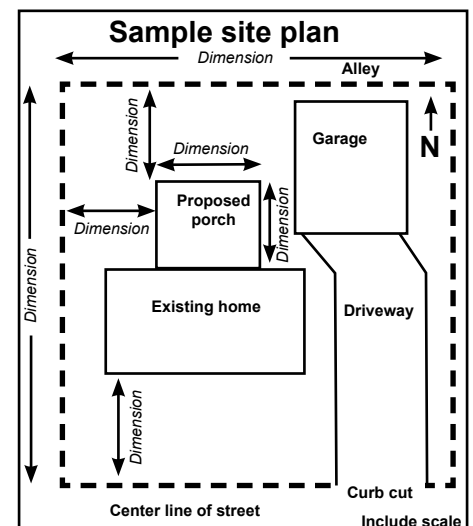 Sample site plan
Dimension
Alley
Dimension
Dimension
Garage
N
Proposed
porch
Dimension
Dimension
Dimension
Existing home
Driveway
Dimension
Curb cut
Center line of street
Include scale